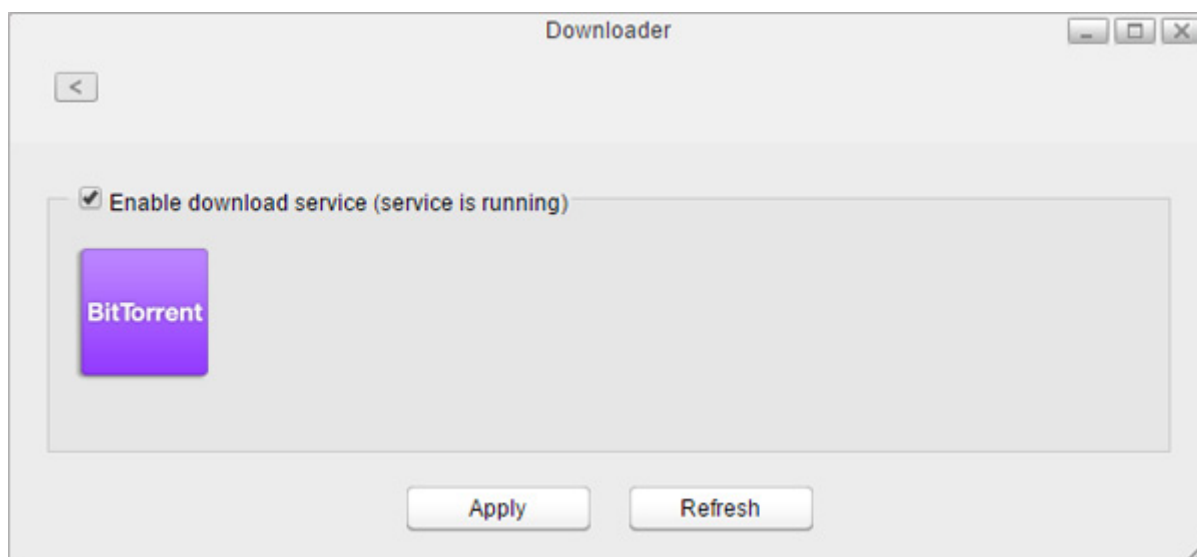 Downloader
<
Enable download service (service is running)
BitTorrent
Apply
Refresh